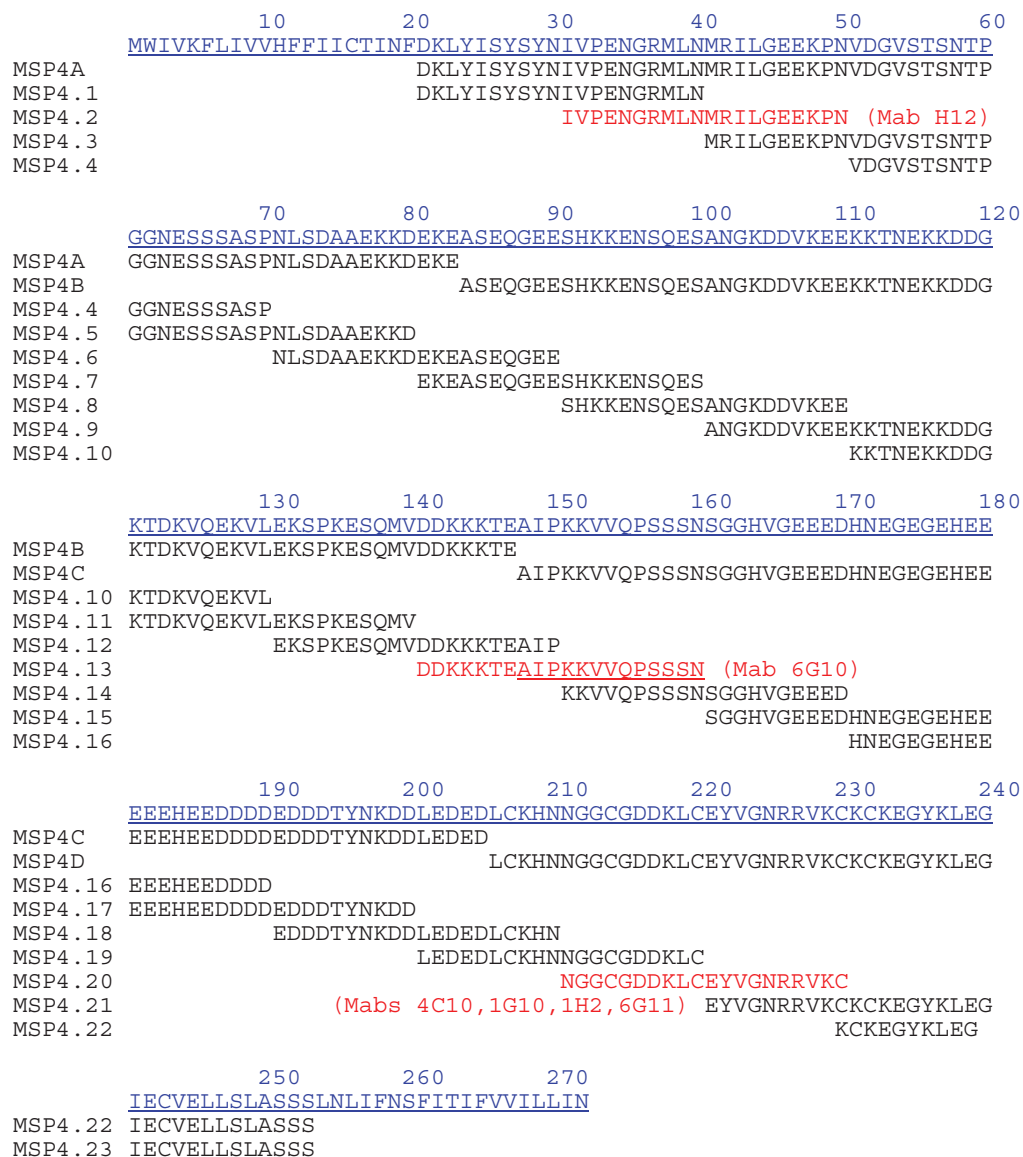 10 20 30 40 50 60
MWIVKFLIVVHFFIICTINFDKLYISYSYNIVPENGRMLNMRILGEEKPNVDGVSTSNTP
MSP4A DKLYISYSYNIVPENGRMLNMRILGEEKPNVDGVSTSNTP
MSP4.1 DKLYISYSYNIVPENGRMLN
MSP4.2 IVPENGRMLNMRILGEEKPN (Mab H12)
MSP4.3 MRILGEEKPNVDGVSTSNTP
MSP4.4 VDGVSTSNTP
70 80 90 100 110 120
GGNESSSASPNLSDAAEKKDEKEASEQGEESHKKENSQESANGKDDVKEEKKTNEKKDDG
MSP4A GGNESSSASPNLSDAAEKKDEKE
MSP4B ASEQGEESHKKENSQESANGKDDVKEEKKTNEKKDDG
MSP4.4 GGNESSSASP
MSP4.5 GGNESSSASPNLSDAAEKKD
MSP4.6 NLSDAAEKKDEKEASEQGEE
MSP4.7 EKEASEQGEESHKKENSQES
MSP4.8 SHKKENSQESANGKDDVKEE
MSP4.9 ANGKDDVKEEKKTNEKKDDG
MSP4.10 KKTNEKKDDG
130 140 150 160 170 180
KTDKVQEKVLEKSPKESQMVDDKKKTEAIPKKVVQPSSSNSGGHVGEEEDHNEGEGEHEE
MSP4B KTDKVQEKVLEKSPKESQMVDDKKKTE
MSP4C AIPKKVVQPSSSNSGGHVGEEEDHNEGEGEHEE
MSP4.10 KTDKVQEKVL
MSP4.11 KTDKVQEKVLEKSPKESQMV
MSP4.12 EKSPKESQMVDDKKKTEAIP
MSP4.13 DDKKKTEAIPKKVVQPSSSN (Mab 6G10)
MSP4.14 KKVVQPSSSNSGGHVGEEED
MSP4.15 SGGHVGEEEDHNEGEGEHEE
MSP4.16 HNEGEGEHEE
190 200 210 220 230 240
EEEHEEDDDDEDDDTYNKDDLEDEDLCKHNNGGCGDDKLCEYVGNRRVKCKCKEGYKLEG
MSP4C EEEHEEDDDDEDDDTYNKDDLEDED
MSP4D LCKHNNGGCGDDKLCEYVGNRRVKCKCKEGYKLEG
MSP4.16 EEEHEEDDDD
MSP4.17 EEEHEEDDDDEDDDTYNKDD
MSP4.18 EDDDTYNKDDLEDEDLCKHN
MSP4.19 LEDEDLCKHNNGGCGDDKLC
MSP4.20 NGGCGDDKLCEYVGNRRVKC
MSP4.21 (Mabs 4C10,1G10,1H2,6G11) EYVGNRRVKCKCKEGYKLEG
MSP4.22 KCKEGYKLEG
250 260 270
IECVELLSLASSSLNLIFNSFITIFVVILLIN
MSP4.22 IECVELLSLASSS
MSP4.23 IECVELLSLASSS